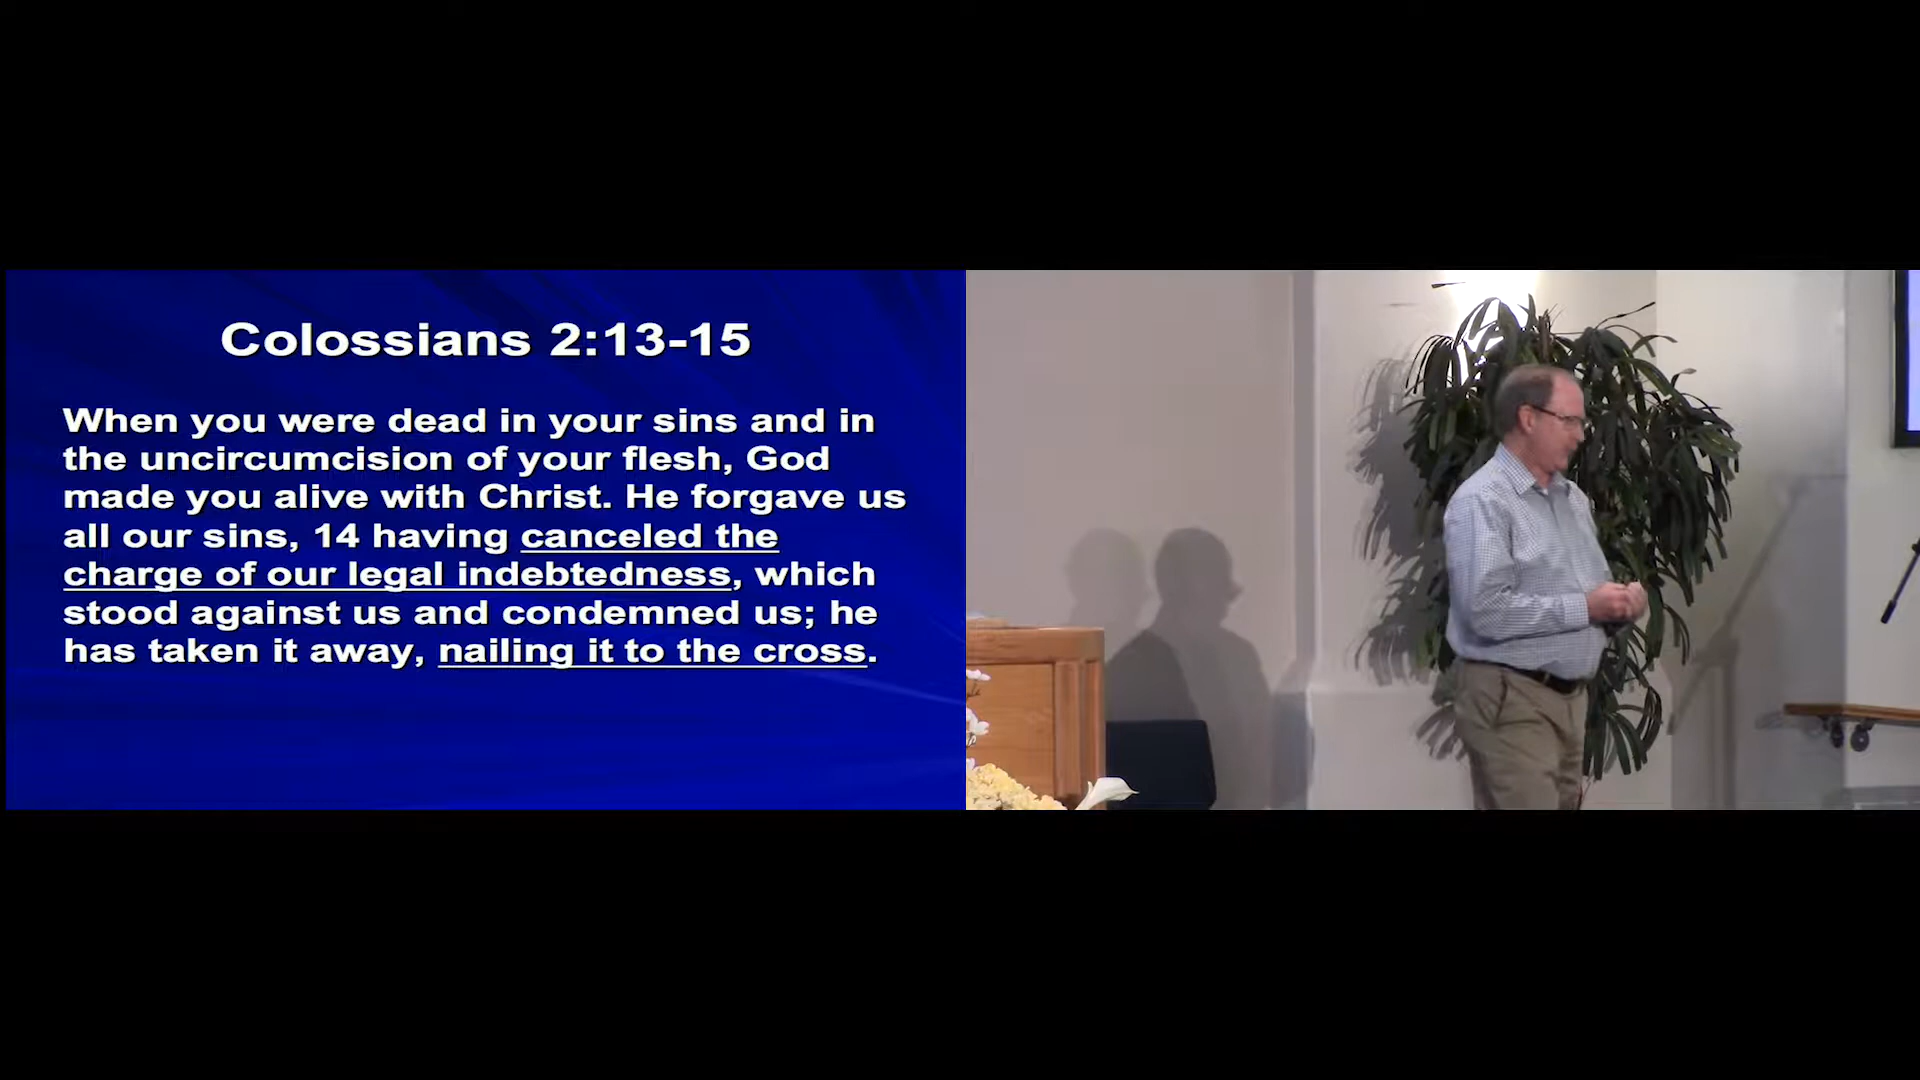 Colossians 2:13-15
When you were dead in your sins and in
the uncircumcision of your flesh, God
made you alive with Christ. He forgave us
all our sins, 14 having canceled the
charge of our legal indebtedness, which
stood against us and condemned us; he
has taken it away, nailing it to the cross.